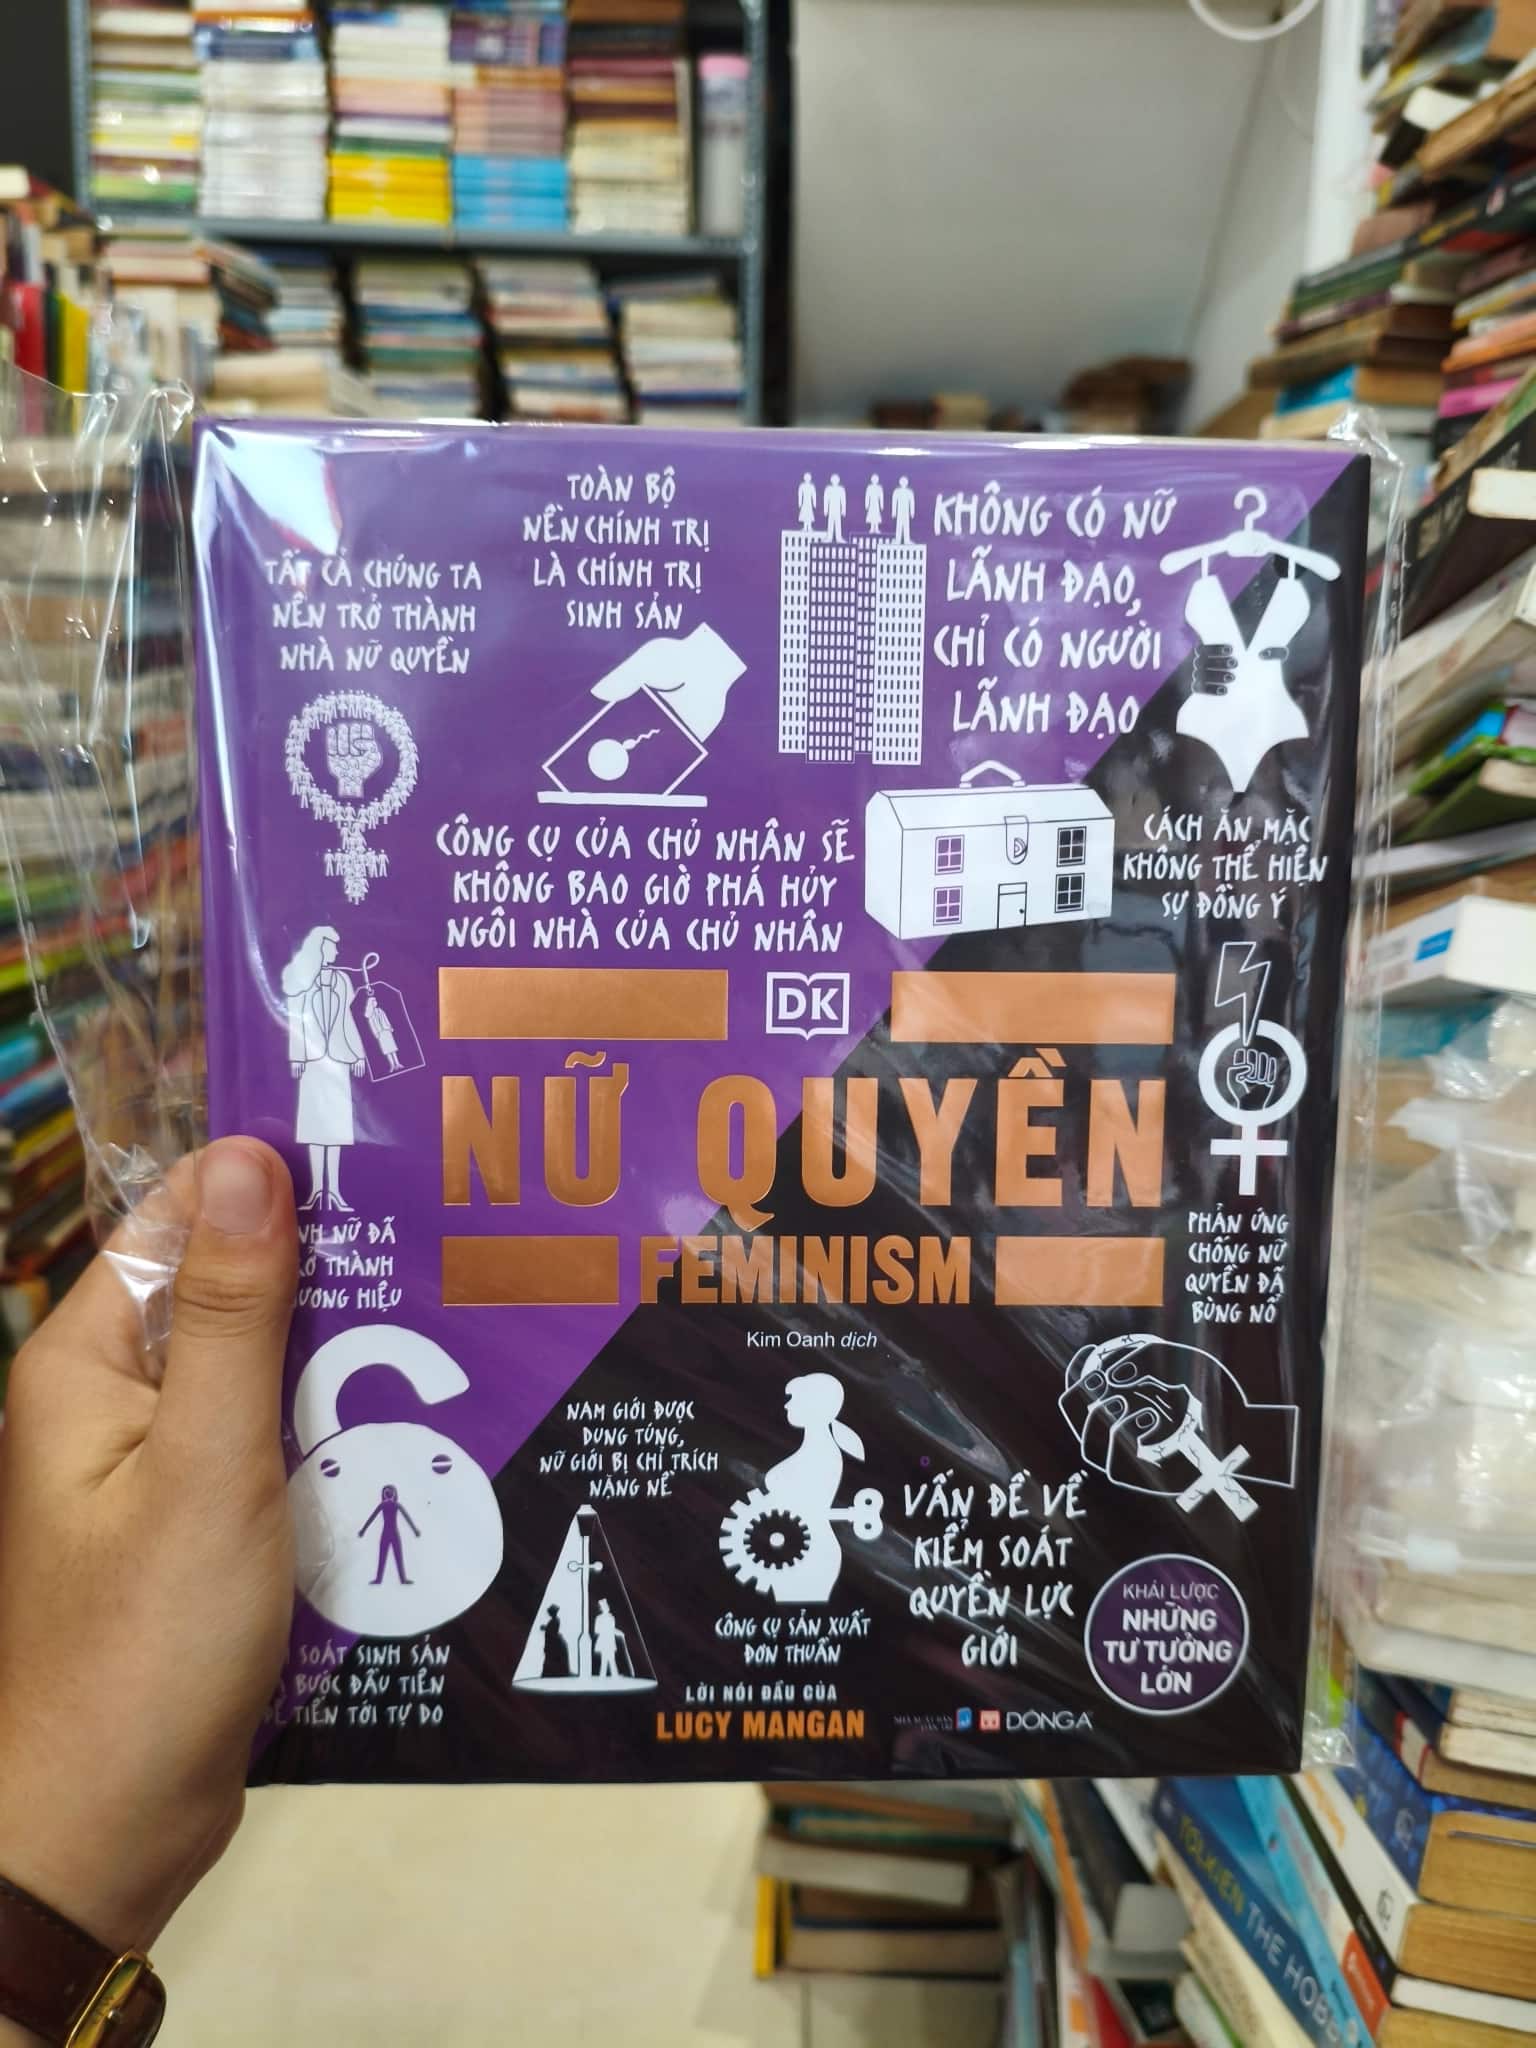 TOÀN BỘ
NỀN CHÍNH TRỊ
LÀ CHÍNH TRỊ
SINH SẢN
KHÔNG CÓ NỮ
LÃNH ĐẠO,
CHỈ CÓ NGƯỜI
LÃNH ĐẠO
TẤT CẢ CHÚNG TA
NÊN TRỞ THÀNH
NHÀ NỮ QUYỀN
CÔNG CỤ CỦA CHỦ NHÂN SẼ
KHÔNG BAO GIỜ PHÁ HỦY
NGÔI NHÀ CỦA CHỦ NHÂN
CÁCH ĂN MẶC
KHÔNG THỂ HIỆN
SỰ ĐỒNG Ý
DK
NỮ QUYỀN
FEMINISM
Kim Oanh dịch
NỮ ĐÃ
THÀNH
HIỆU
PHẢN ỨNG
CHỐNG NỮ
QUYỀN ĐÃ
BÙNG NỔ
NAM GIỚI ĐƯỢC
DUNG TÚNG,
NỮ GIỚI BỊ CHỈ TRÍCH
NẶNG NỀ
VẤN ĐỀ VỀ
KIỂM SOÁT
QUYỀN LỰC
GIỚI
CÔNG CỤ SẢN XUẤT
ĐƠN THUẦN
SOÁT SINH SẢN
BƯỚC ĐẦU TIÊN
TIẾN TỚI TỰ DO
KHÁI LƯỢC
NHỮNG
TƯ TƯỞNG
LỚN
LỜI NÓI ĐẦU CỦA
LUCY MANGAN
ĐÔNG A
TOLKIEN THE HOBB